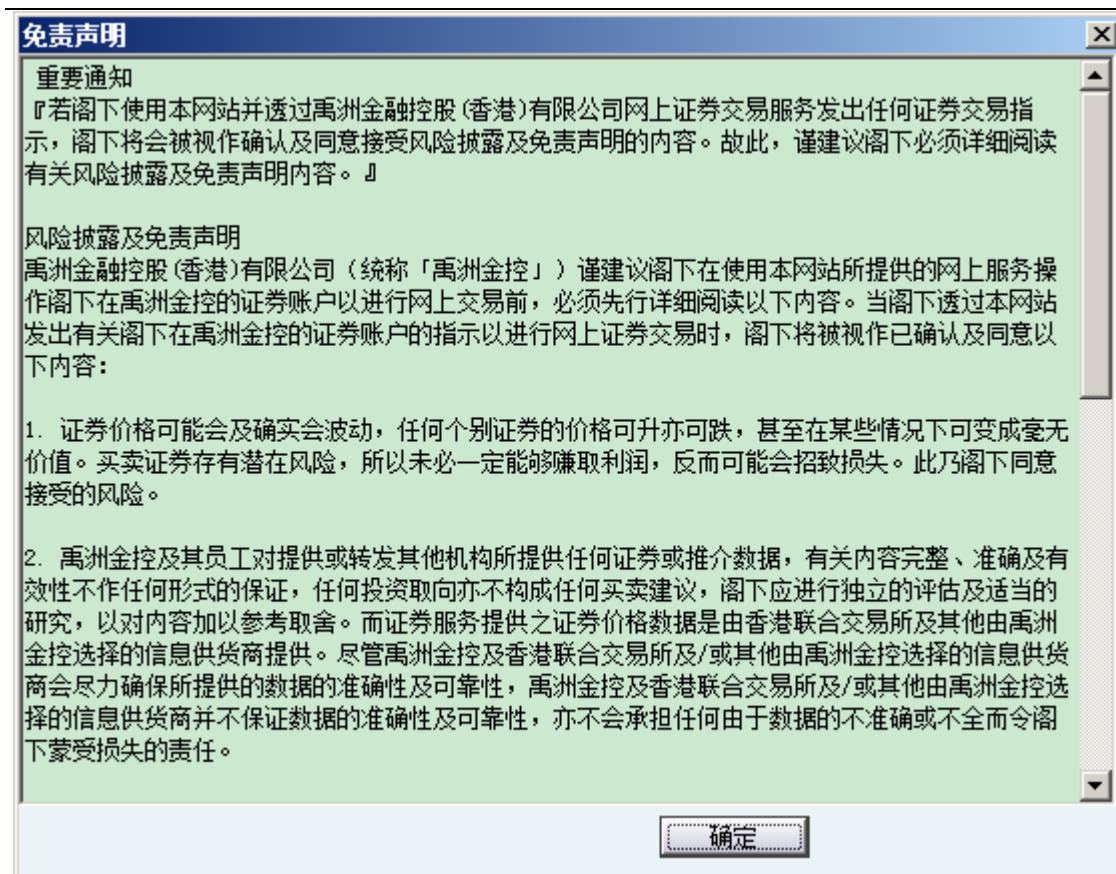 免责声明
重要通知
『若阁下使用本网站并透过禹洲金融控股(香港)有限公司网上证券交易服务发出任何证券交易指
示，阁下将会被视作确认及同意接受风险披露及免责声明的内容。故此，谨建议阁下必须详细阅读
有关风险披露及免责声明内容。』
风险披露及免责声明
禹洲金融控股(香港)有限公司（统称「禹洲金控」）谨建议阁下在使用本网站所提供的网上服务操
作阁下在禹洲金控的证券账户以进行网上交易前，必须先行详细阅读以下内容。当阁下透过本网站
发出有关阁下在禹洲金控的证券账户的指示以进行网上证券交易时，阁下将被视作已确认及同意以
下内容:
1. 证券价格可能会及确实会波动，任何个别证券的价格可升亦可跌，甚至在某些情况下可变成毫无
价值。买卖证券存有潜在风险，所以未必一定能够赚取利润，反而可能会招致损失。此乃阁下同意
接受的风险。
2. 禹洲金控及其员工对提供或转发其他机构所提供任何证券或推介数据，有关内容完整、准确及有
效性不作任何形式的保证，任何投资取向亦不构成任何买卖建议，阁下应进行独立的评估及适当的
研究，以对内容加以参考取舍。而证券服务提供之证券价格数据是由香港联合交易所及其他由禹洲
金控选择的信息供货商提供。尽管禹洲金控及香港联合交易所及/或其他由禹洲金控选择的信息供货
商会尽力确保所提供的数据的准确性及可靠性，禹洲金控及香港联合交易所及/或其他由禹洲金控选
择的信息供货商并不保证数据的准确性及可靠性，亦不会承担任何由于数据的不准确或不全而令阁
下蒙受损失的责任。
确定